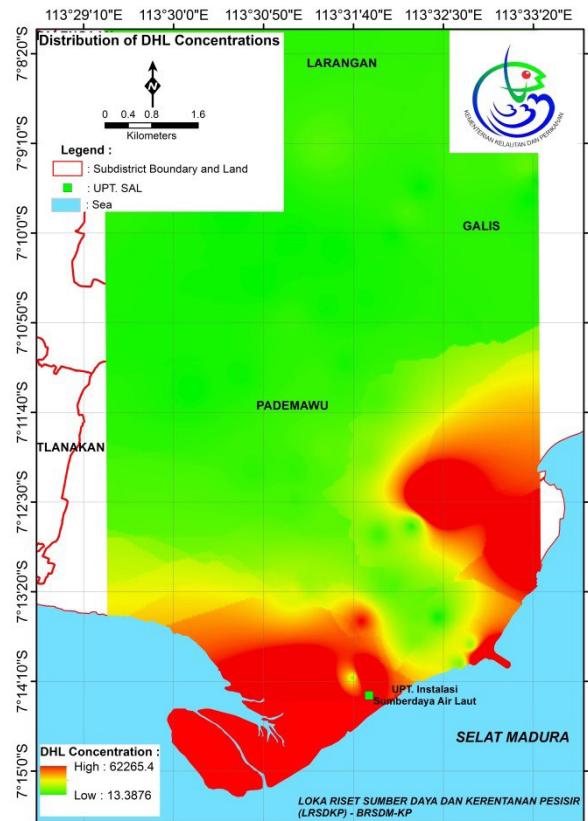 113°29'10"E 113°30'0"E 113°30'50"E 113°31'40"E 113°32'30"E 113°33'20"E
Distribution of DHL Concentrations
N
0 0.4 0.8 1.6
Kilometers
Legend :
: Subdistrict Boundary and Land
: UPT. SAL
: Sea
KEMENTERIAN KELAUTAN DAN PERIKANAN
LARANGAN
GALIS
PADEMAWU
TLANAKAN
7°8'20"S
7°9'10"S
7°10'0"S
7°10'50"S
7°11'40"S
7°12'30"S
7°13'20"S
7°14'10"S
7°15'0"S
UPT. Instalasi
Sumberdaya Air Laut
SELAT MADURA
DHL Concentration :
High : 62265.4
Low : 13.3876
LOKA RISET SUMBER DAYA DAN KERENTANAN PESISIR
(LRSDKP) - BRSDM-KP